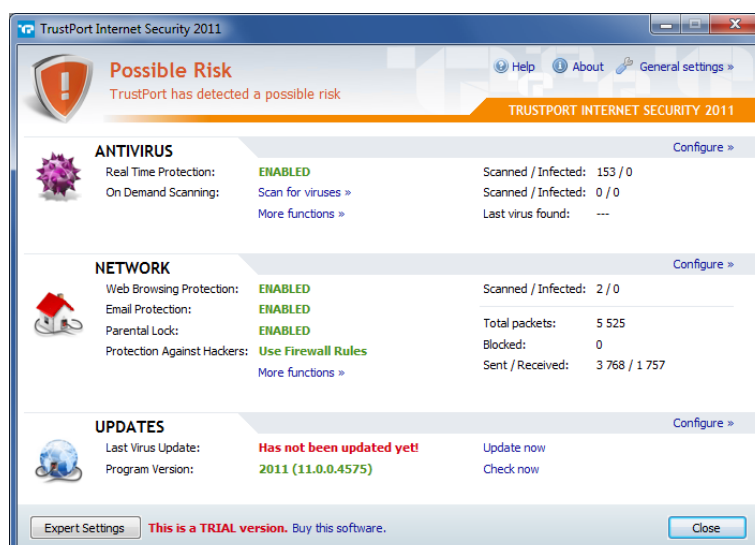 TrustPort Internet Security 2011
Possible Risk
TrustPort has detected a possible risk
Help About General settings »
TRUSTPORT INTERNET SECURITY 2011
ANTIVIRUS Configure »
Real Time Protection: ENABLED Scanned / Infected: 153 / 0
On Demand Scanning: Scan for viruses » Scanned / Infected: 0 / 0
More functions » Last virus found: ---
NETWORK Configure »
Web Browsing Protection: ENABLED Scanned / Infected: 2 / 0
Email Protection: ENABLED
Total packets: 5 525
Parental Lock: ENABLED
Blocked: 0
Protection Against Hackers: Use Firewall Rules
Sent / Received: 3 768 / 1 757
More functions »
UPDATES Configure »
Last Virus Update: Has not been updated yet! Update now
Program Version: 2011 (11.0.0.4575) Check now
Expert Settings This is a TRIAL version. Buy this software. Close